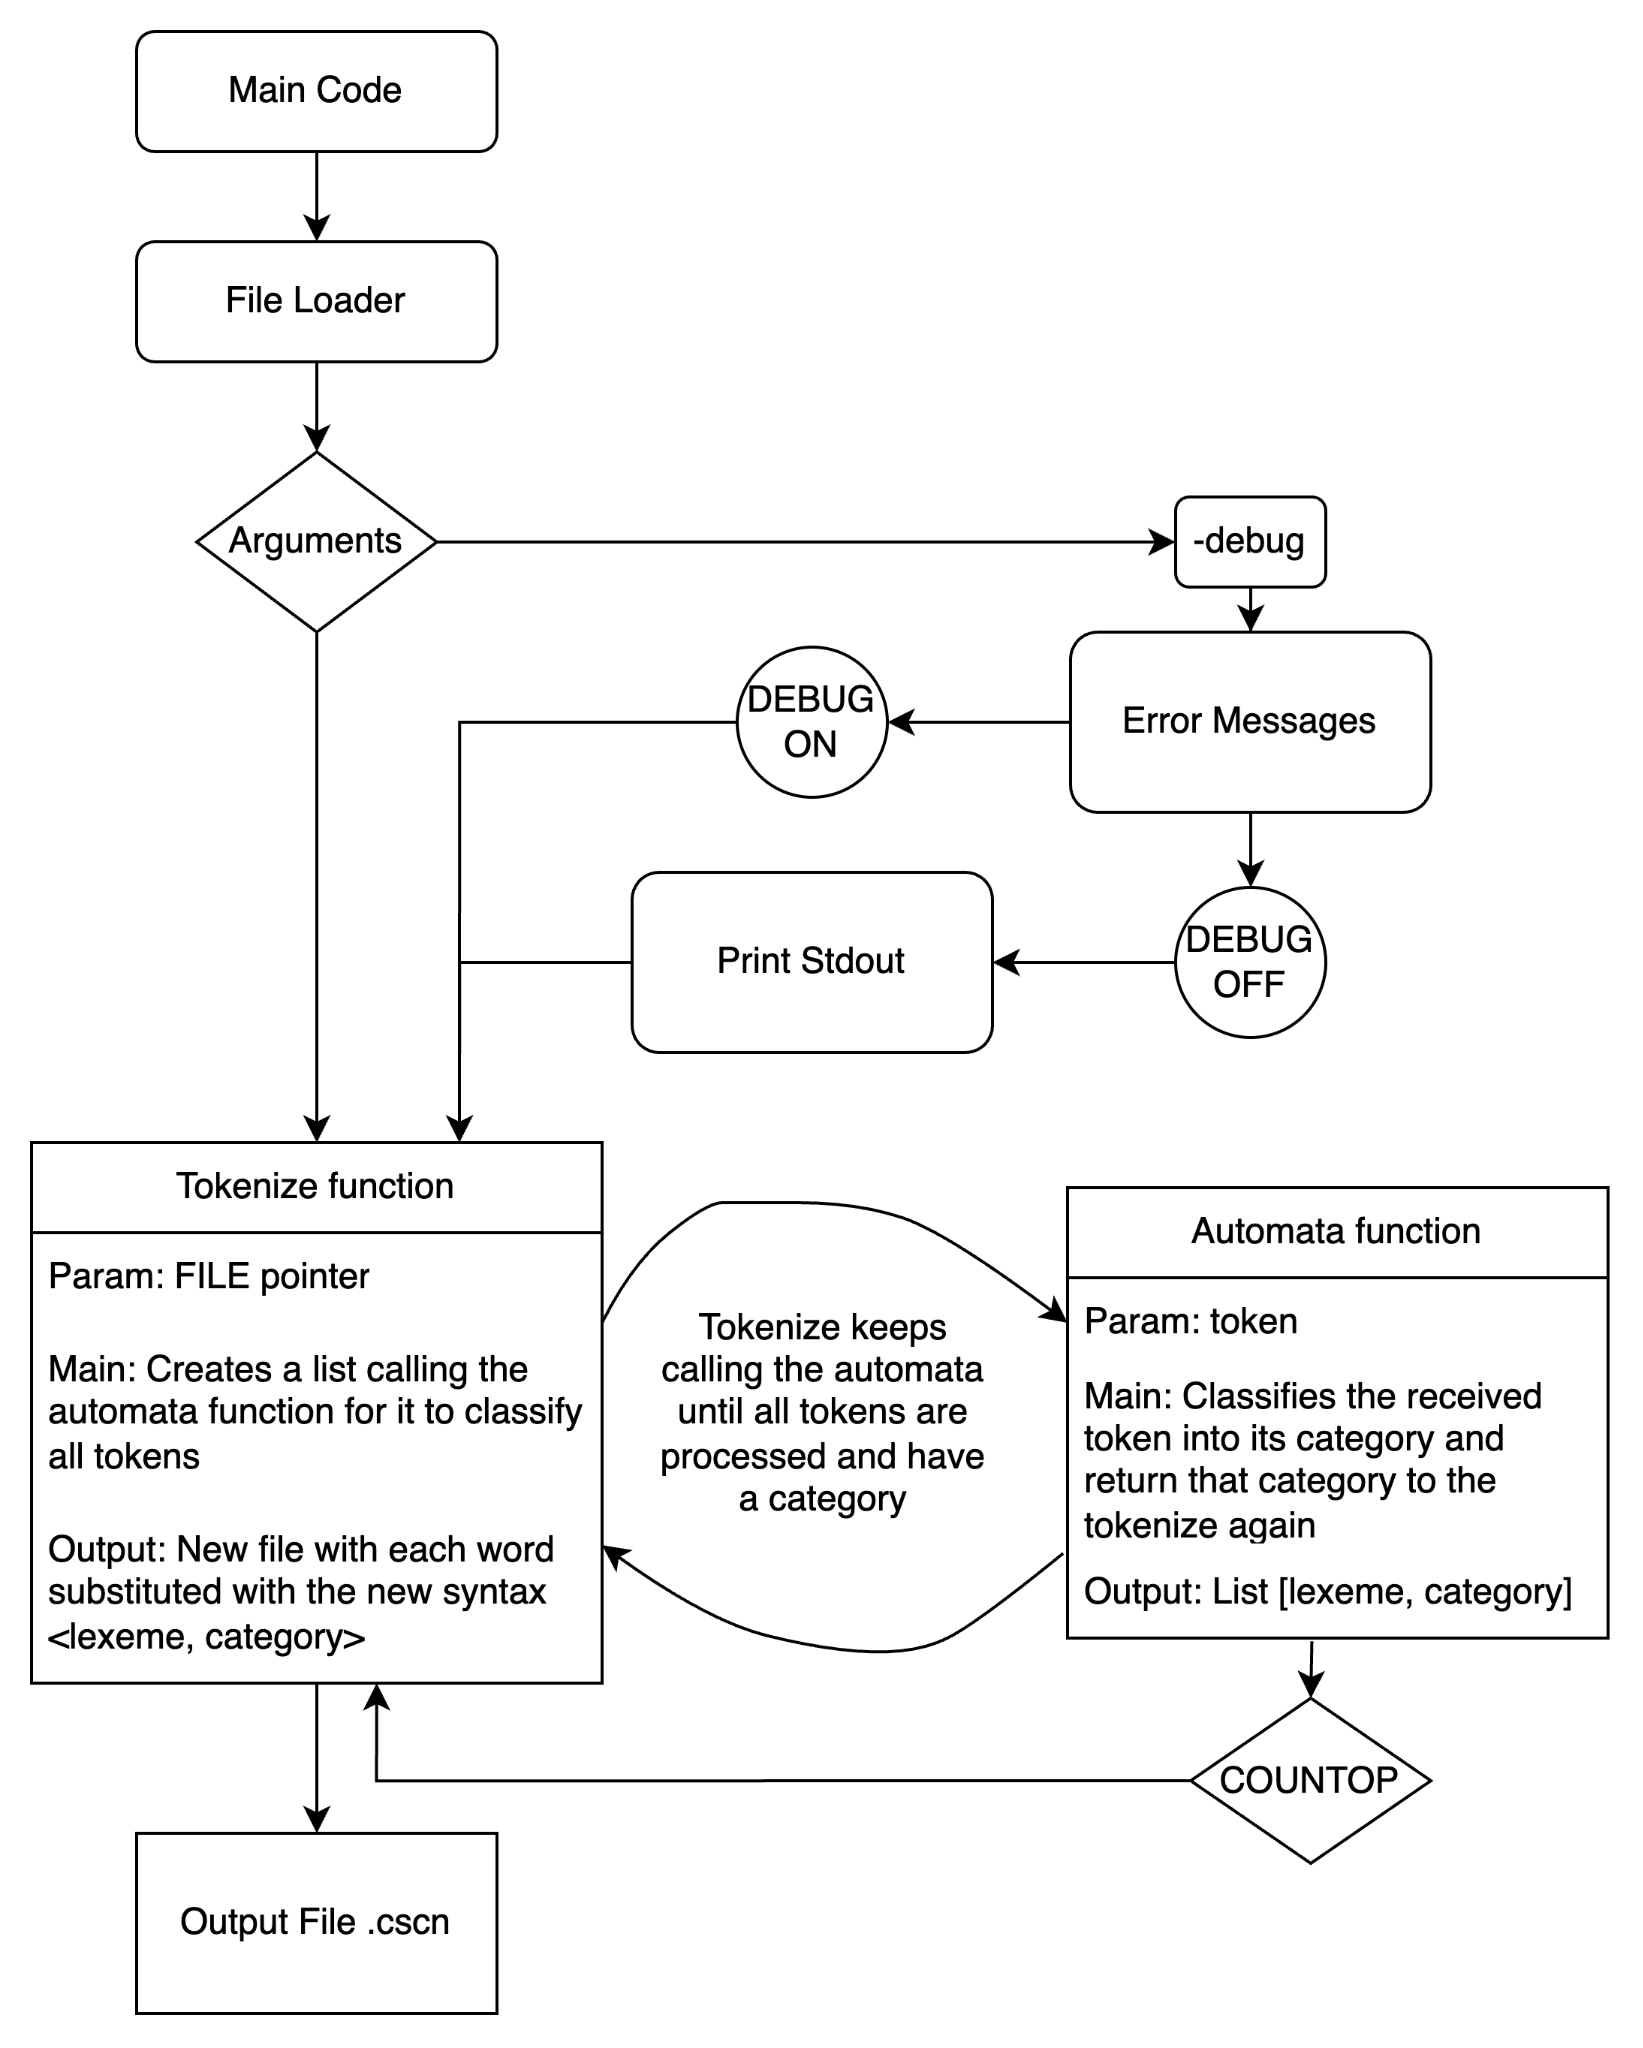 Main Code
File Loader
Arguments
-debug
Error Messages
DEBUG
ON
DEBUG
OFF
Print Stdout
Tokenize function
Param: FILE pointer
Main: Creates a list calling the
automata function for it to classify
all tokens
Output: New file with each word
substituted with the new syntax
<lexeme, category>
Tokenize keeps
calling the automata
until all tokens are
processed and have
a category
Automata function
Param: token
Main: Classifies the received
token into its category and
return that category to the
tokenize again
Output: List [lexeme, category]
COUNTOP
Output File .cscn